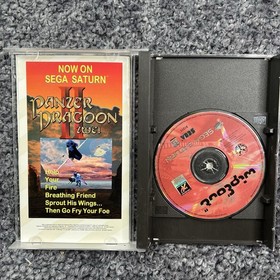 NOW ON
SEGA SATURN
PANZER
DRAGOON
II
ZWEI
Help
Your
Fire
Breathing Friend
Sprout His Wings...
Then Go Fry Your Foe
wipEout